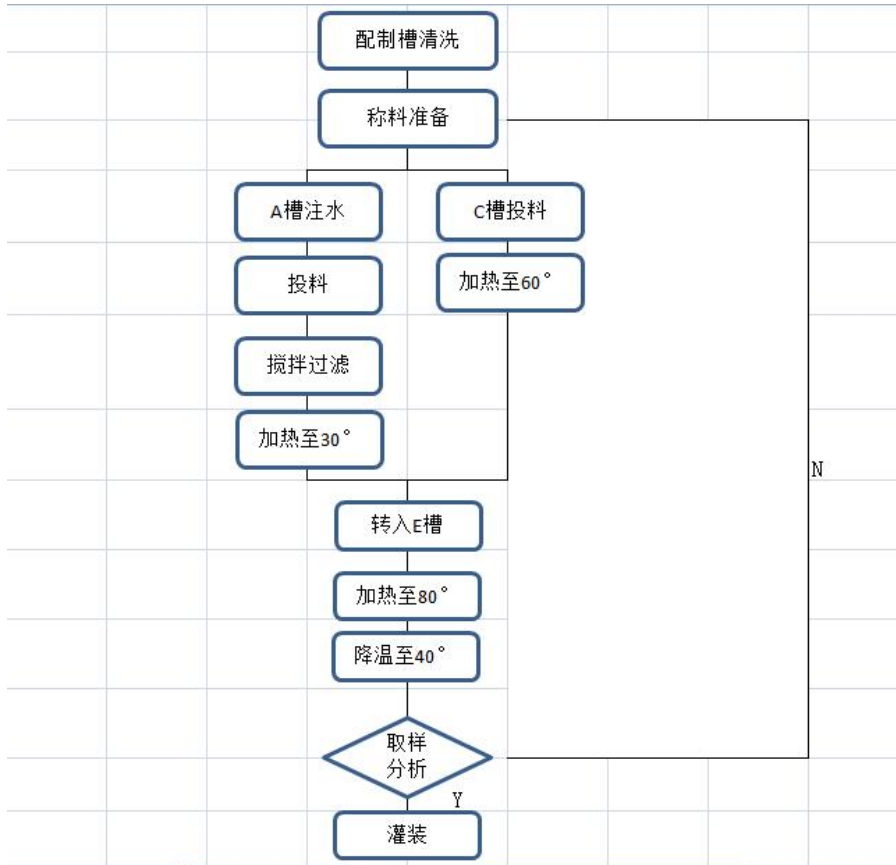 配制槽清洗
称料准备
A槽注水
C槽投料
投料
加热至60°
搅拌过滤
加热至30°
N
转入E槽
加热至80°
降温至40°
取样
分析
Y
灌装